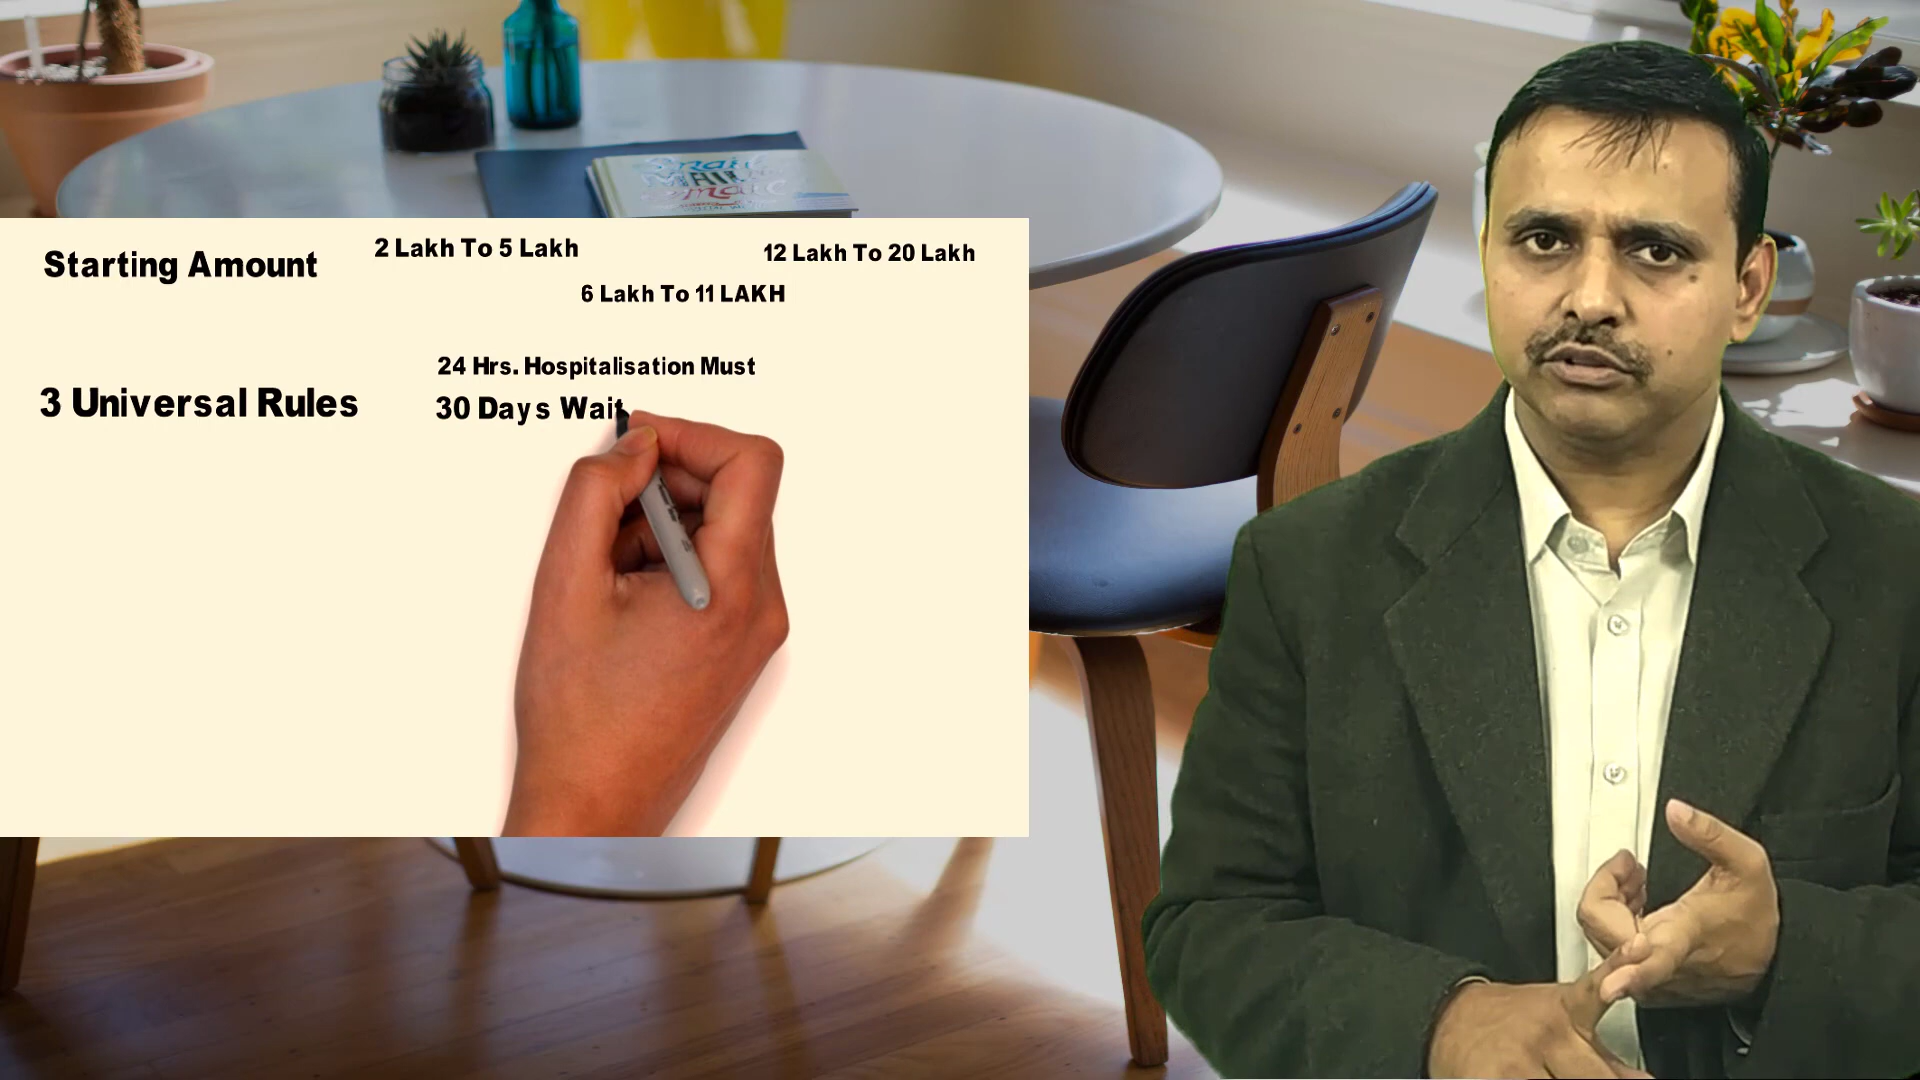 Starting Amount
2 Lakh To 5 Lakh
12 Lakh To 20 Lakh
6 Lakh To 11 LAKH
24 Hrs. Hospitalisation Must
3 Universal Rules
30 Days Wait
MAIL